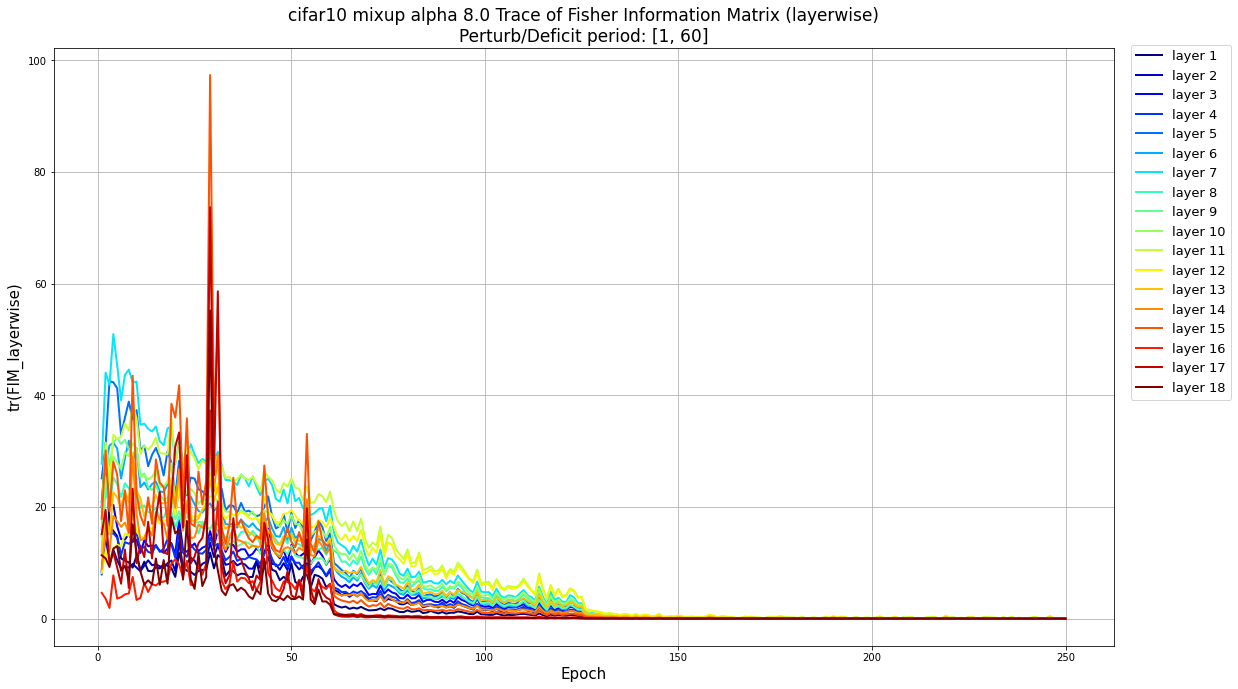 cifar10 mixup alpha 8.0 Trace of Fisher Information Matrix (layerwise)
Perturb/Deficit period: [1, 60]
tr(FIM_layerwise)
100
80
60
40
20
0
0
50
100
150
200
250
Epoch
layer 1
layer 2
layer 3
layer 4
layer 5
layer 6
layer 7
layer 8
layer 9
layer 10
layer 11
layer 12
layer 13
layer 14
layer 15
layer 16
layer 17
layer 18